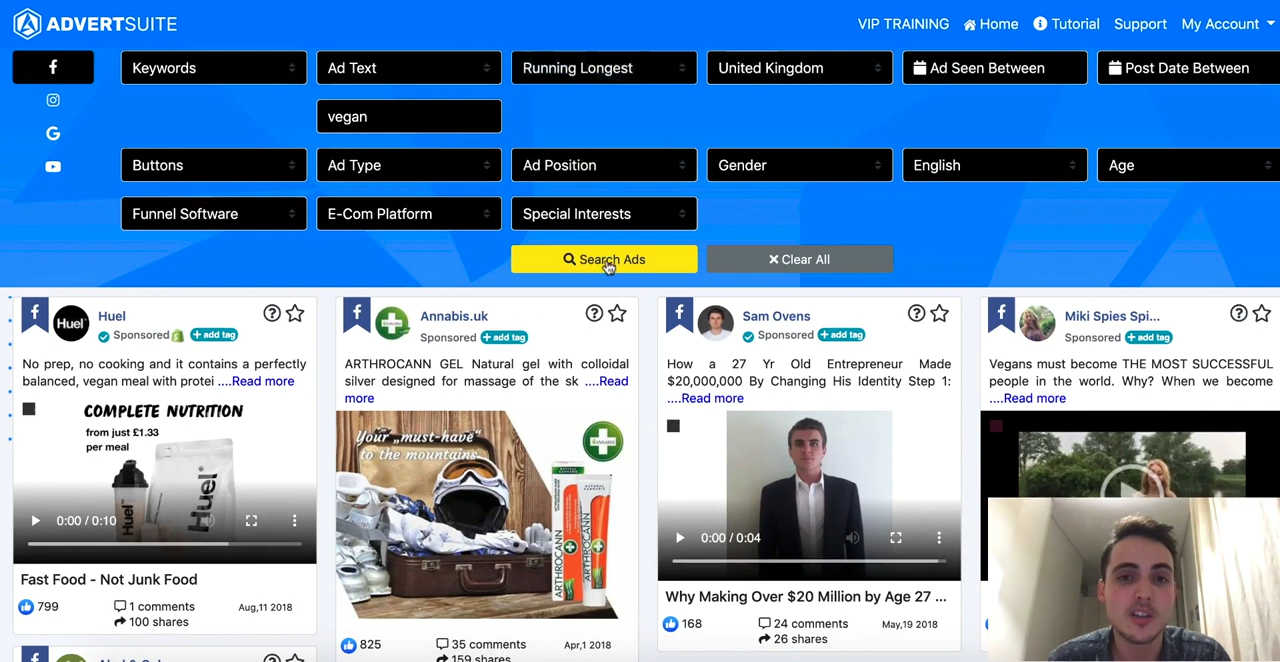 ADVERTSUITE
VIP TRAINING Home Tutorial Support My Account
Keywords Ad Text Running Longest United Kingdom Ad Seen Between Post Date Between
vegan
Buttons Ad Type Ad Position Gender English Age
Funnel Software E-Com Platform Special Interests
Search Ads Clear All
Huel
Huel
Sponsored + add tag
No prep, no cooking and it contains a perfectly
balanced, vegan meal with protei ....Read more
COMPLETE NUTRITION
from just £1.33
per meal
Huel
Huel
0:00 / 0:10
Fast Food - Not Junk Food
799 1 comments Aug,11 2018
100 shares
Annabis.uk
Sponsored + add tag
ARTHROCANN GEL Natural gel with colloidal
silver designed for massage of the sk ....Read
more
Your „must-have“
to the mountains
ANNABIS
ARTHROCANN
ARTHROCANN
825 35 comments Apr,1 2018
159 shares
Sam Ovens
Sponsored + add tag
How a 27 Yr Old Entrepreneur Made
$20,000,000 By Changing His Identity Step 1:
....Read more
0:00 / 0:04
Why Making Over $20 Million by Age 27 ...
168 24 comments May,19 2018
26 shares
Miki Spies Spi...
Sponsored + add tag
Vegans must become THE MOST SUCCESSFUL
people in the world. Why? When we become
....Read more